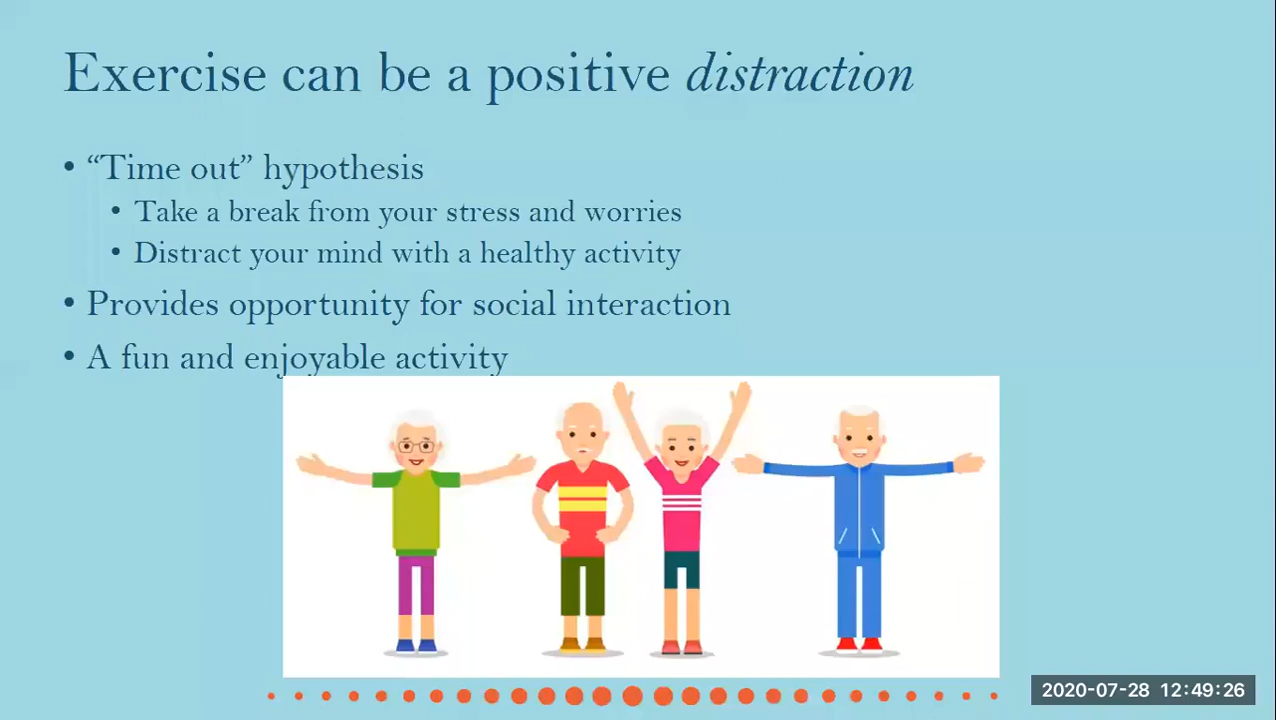 Exercise can be a positive distraction
• “Time out” hypothesis
• Take a break from your stress and worries
• Distract your mind with a healthy activity
• Provides opportunity for social interaction
• A fun and enjoyable activity
2020-07-28 12:49:26